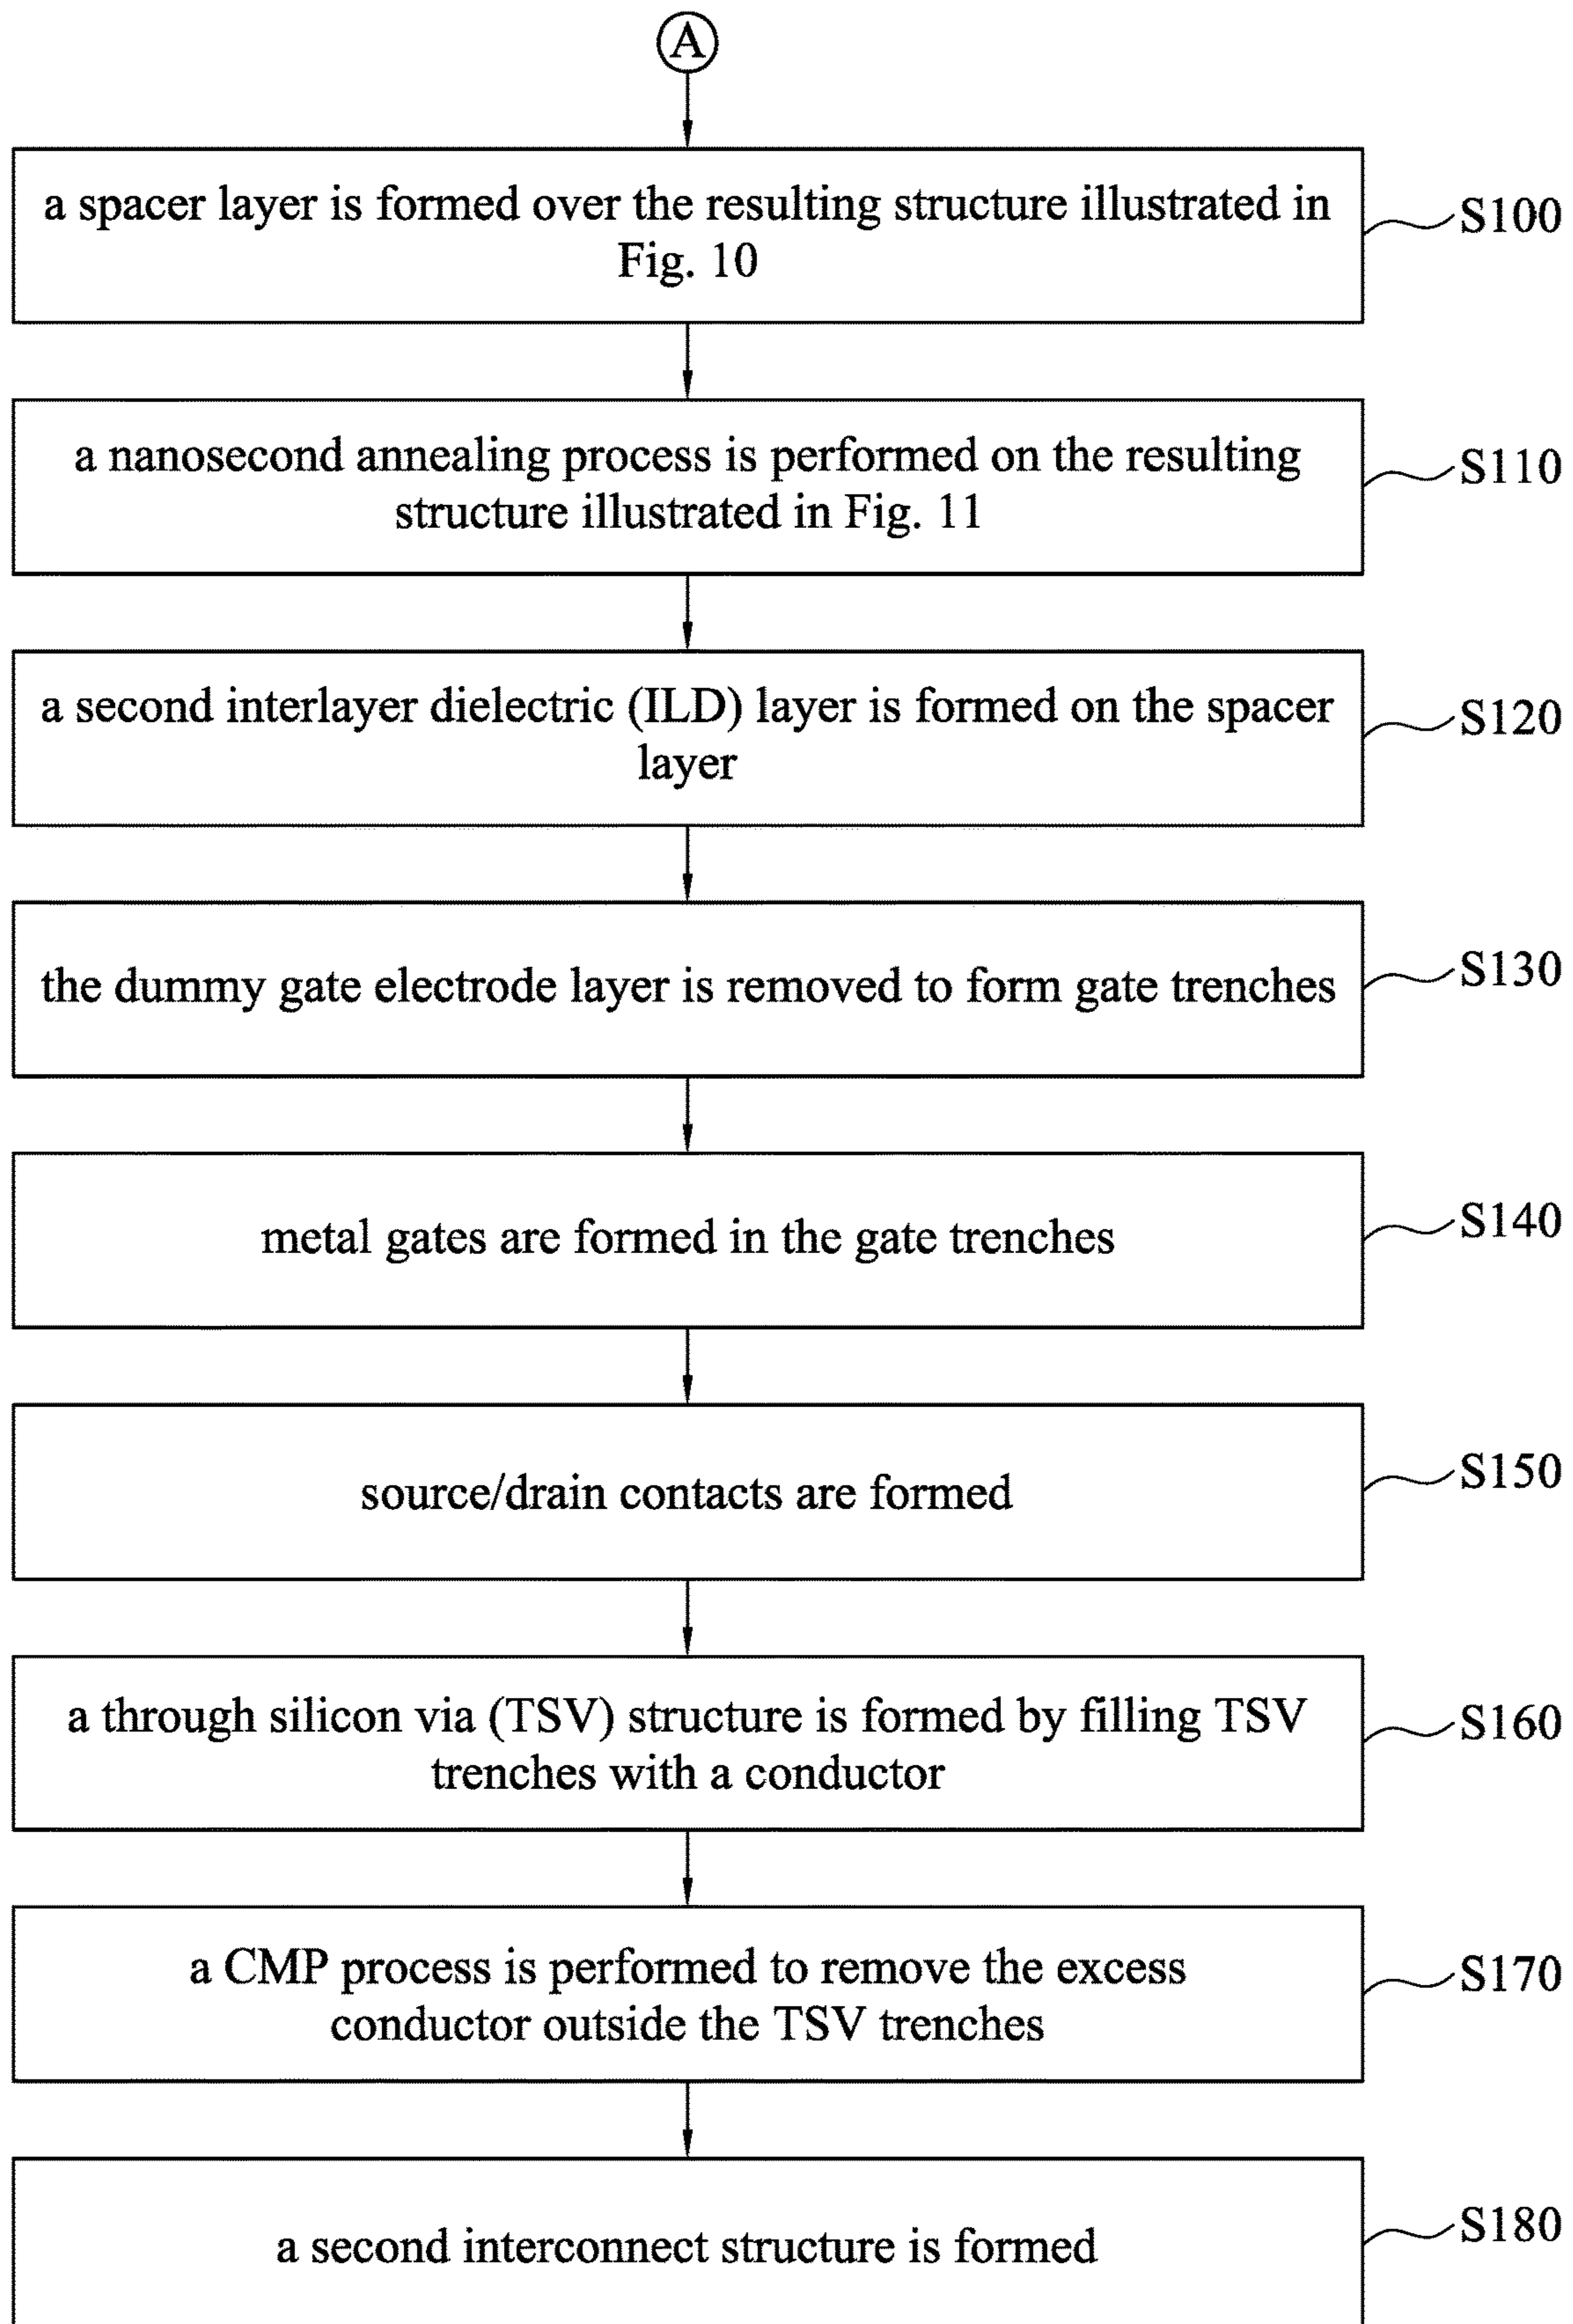 A
a spacer layer is formed over the resulting structure illustrated in
Fig. 10
S100
a nanosecond annealing process is performed on the resulting
structure illustrated in Fig. 11
S110
a second interlayer dielectric (ILD) layer is formed on the spacer
layer
S120
the dummy gate electrode layer is removed to form gate trenches
S130
metal gates are formed in the gate trenches
S140
source/drain contacts are formed
S150
a through silicon via (TSV) structure is formed by filling TSV
trenches with a conductor
S160
a CMP process is performed to remove the excess
conductor outside the TSV trenches
S170
a second interconnect structure is formed
S180